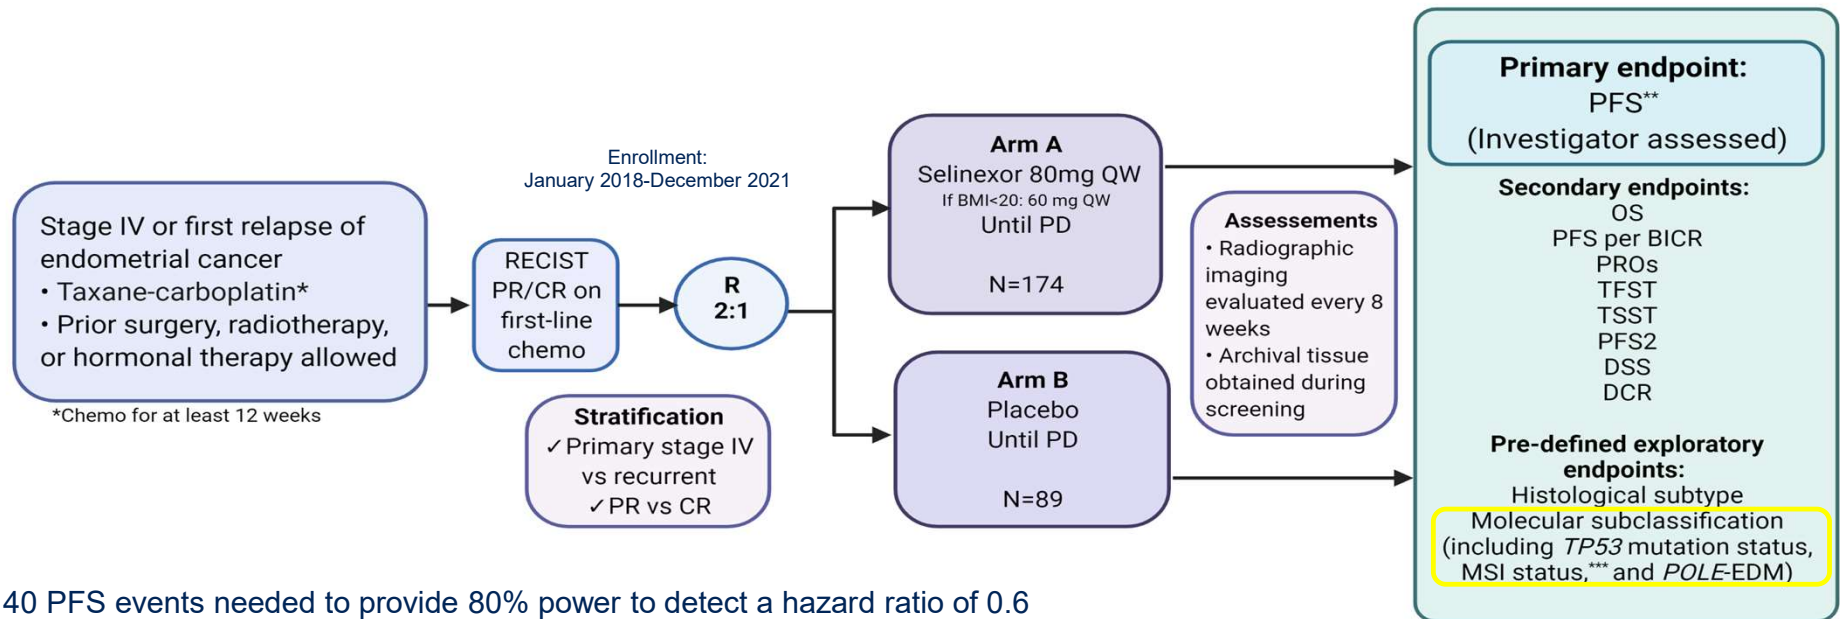 Stage IV or first relapse of
endometrial cancer
• Taxane-carboplatin*
• Prior surgery, radiotherapy,
or hormonal therapy allowed
*Chemo for at least 12 weeks
RECIST
PR/CR on
first-line
chemo
Enrollment:
January 2018-December 2021
R
2:1
Stratification
✓Primary stage IV
vs recurrent
✓PR vs CR
Arm A
Selinexor 80mg QW
If BMI<20: 60 mg QW
Until PD
N=174
Arm B
Placebo
Until PD
N=89
Assessements
• Radiographic
imaging
evaluated every 8
weeks
• Archival tissue
obtained during
screening
Primary endpoint:
PFS**
(Investigator assessed)
Secondary endpoints:
OS
PFS per BICR
PROs
TFST
TSST
PFS2
DSS
DCR
Pre-defined exploratory
endpoints:
Histological subtype
Molecular subclassification
(including TP53 mutation status,
MSI status,*** and POLE-EDM)
40 PFS events needed to provide 80% power to detect a hazard ratio of 0.6